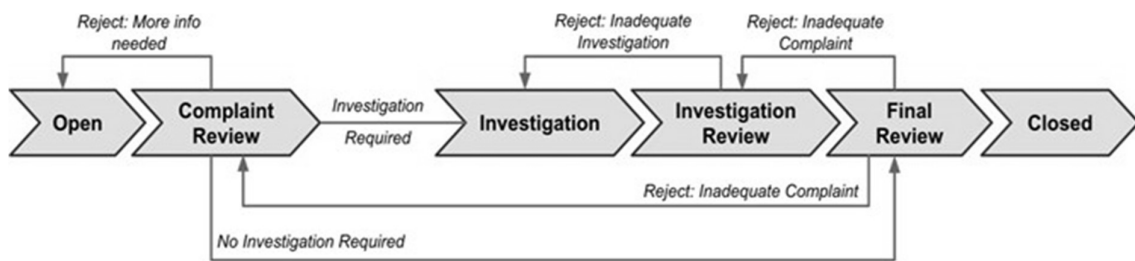 Reject: More info
needed
Reject: Inadequate
Investigation
Reject: Inadequate
Complaint
Open
Complaint
Review
Investigation
Required
Investigation
Investigation
Review
Final
Review
Closed
Reject: Inadequate Complaint
No Investigation Required